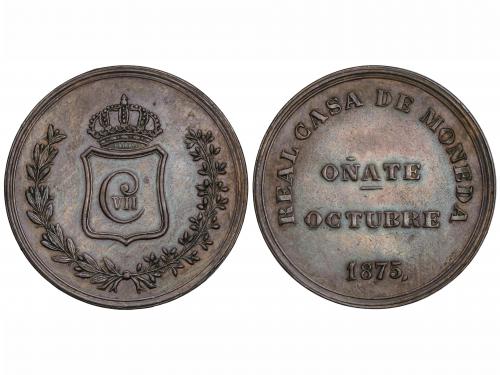 C
VII
REAL CASA DE MONEDA
OÑATE
OCTUBRE
1875.